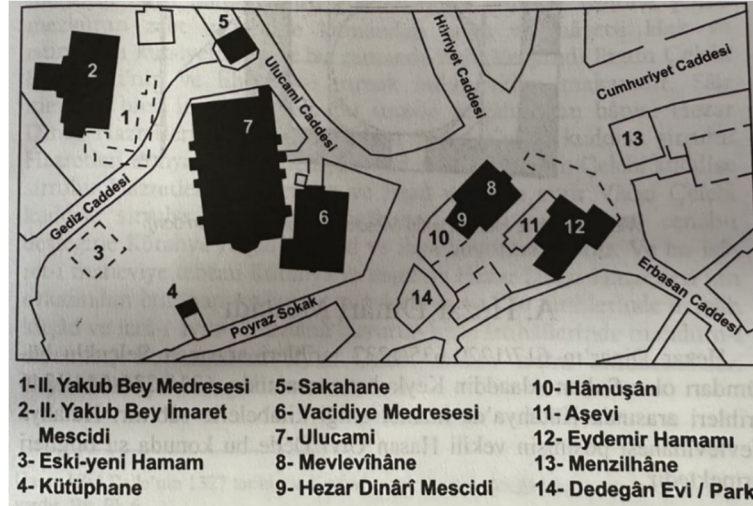 5
2
Ulucami Caddesi
Hürriyet Caddesi
Cumhuriyet Caddesi
1
7
13
Gediz Caddesi
8
6
9
11
12
10
3
4
14
Erbasan Caddesi
Poyraz Sokak
1- II. Yakub Bey Medresesi
2- II. Yakub Bey İmaret
Mescidi
3- Eski-yeni Hamam
4- Kütüphane
5- Sakahane
6- Vacidiye Medresesi
7- Ulucami
8- Mevlevîhâne
9- Hezar Dinârî Mescidi
10- Hâmuşân
11- Aşevi
12- Eydemir Hamamı
13- Menzilhâne
14- Dedegân Evi / Park